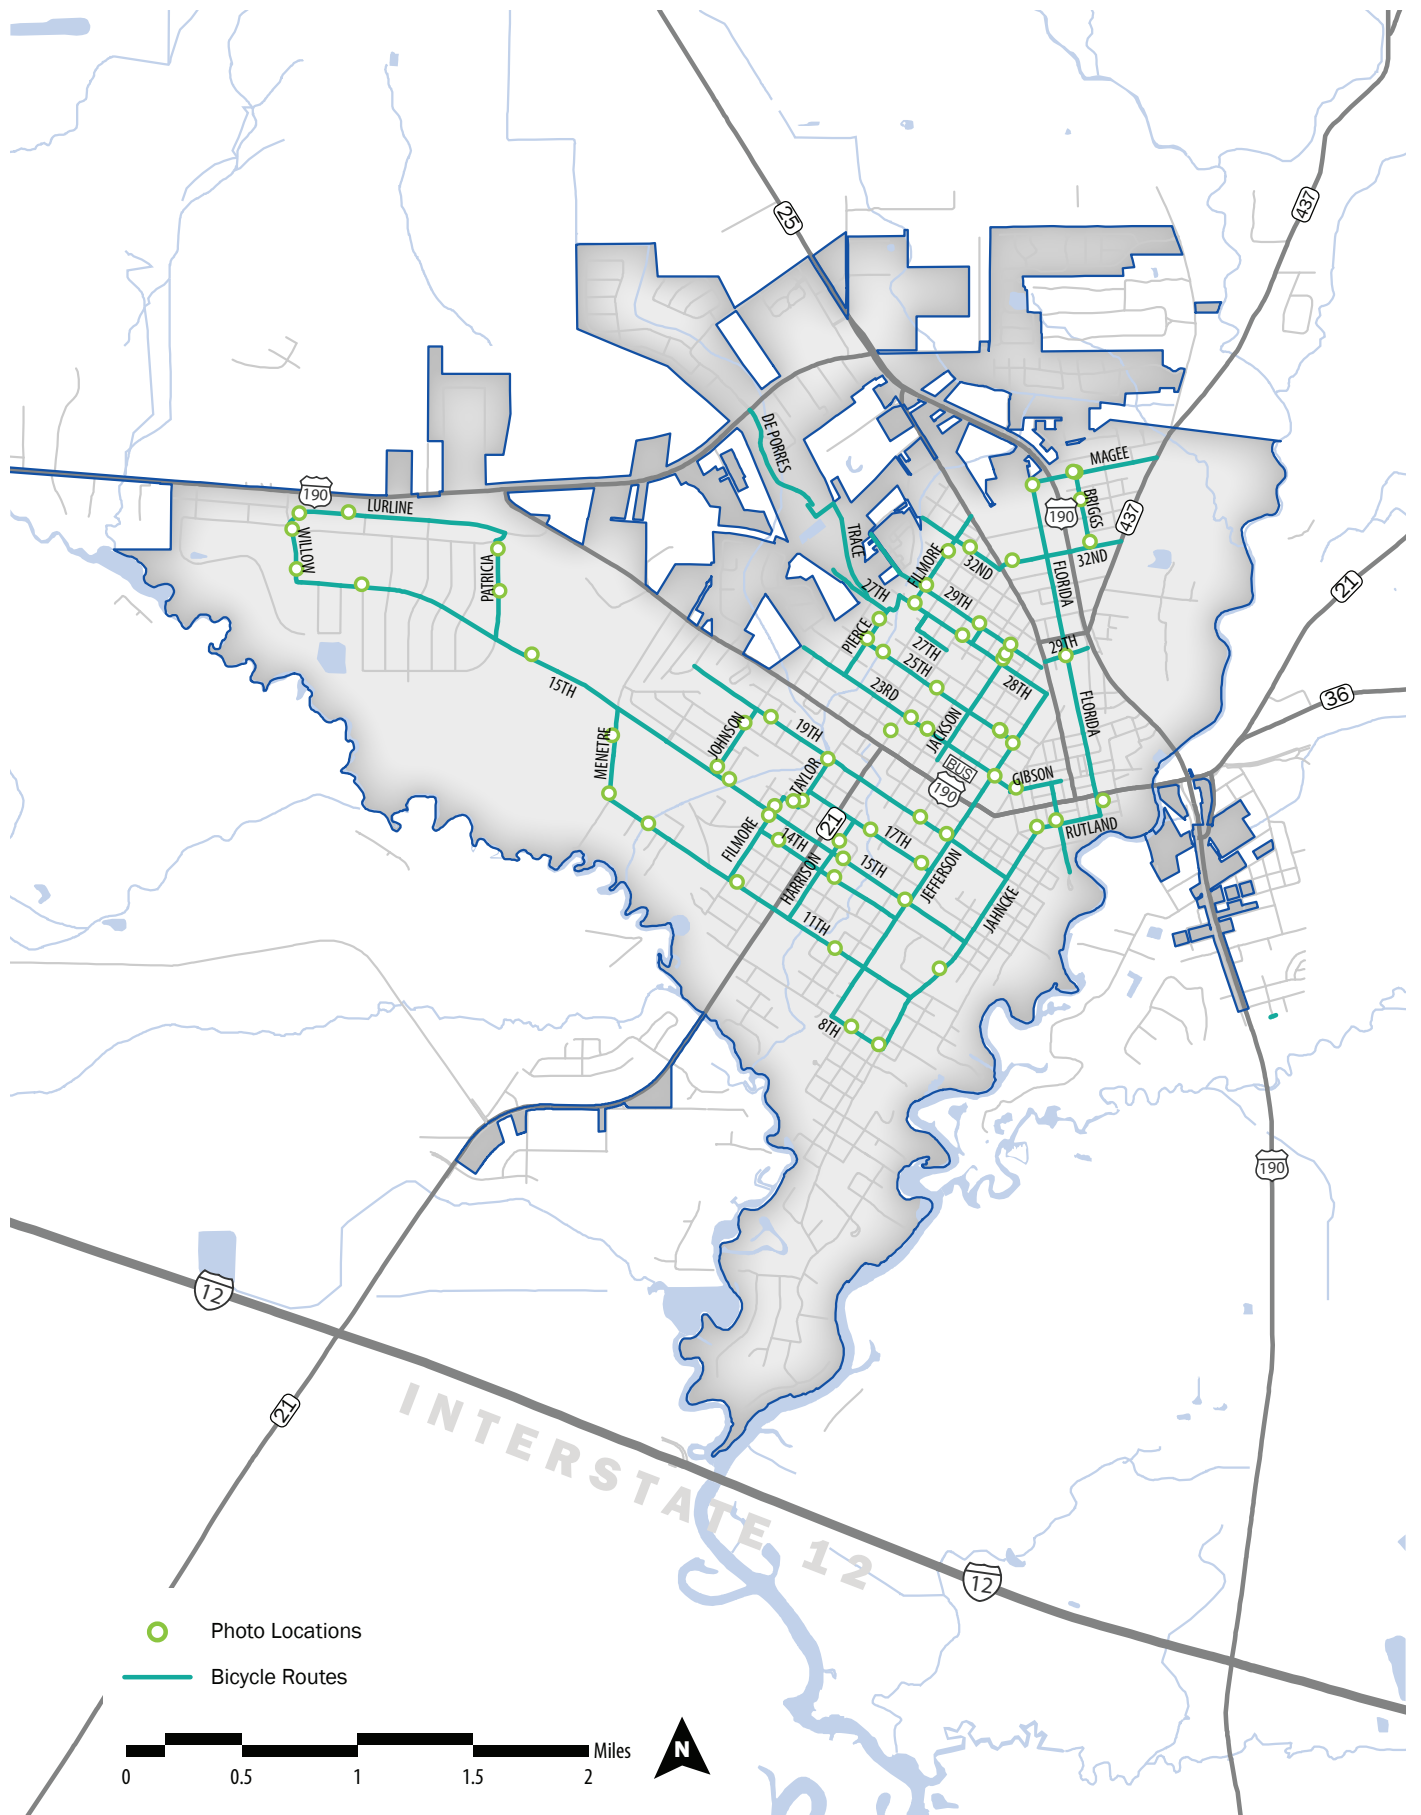 25
437
DE PORRES
MAGEE
190
LURLINE
BRIGGS
190
437
WILLOW
TRACE
FILMORE
32ND
32ND
PATRICIA
FLORIDA
21
27TH
29TH
PIERCE
27TH
29TH
25TH
15TH
23RD
28TH
36
FLORIDA
JOHNSON
19TH
JACKSON
MENETRE
BUS
190
TAYLOR
GIBSON
21
FILMORE
14TH
17TH
RUTLAND
15TH
HARRISON
JEFFERSON
11TH
JAHNCKE
8TH
190
12
21
INTERSTATE 12
12
Photo Locations
Bicycle Routes
Miles
N
0
0.5
1
1.5
2